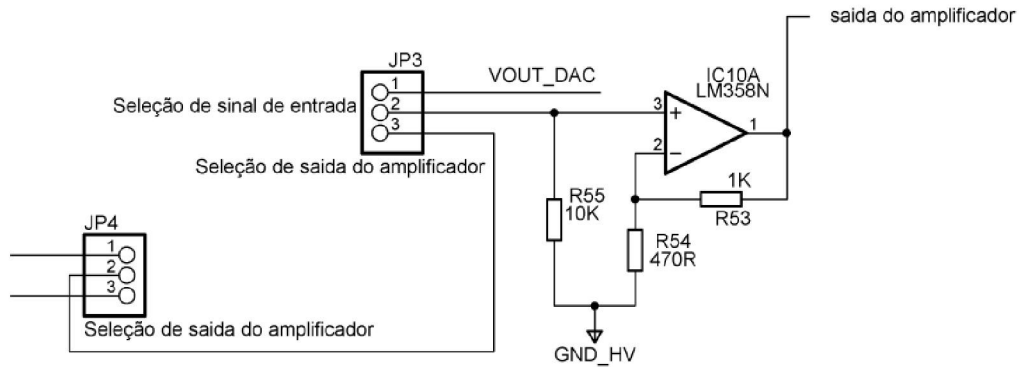 saida do amplificador
JP3
1
2
3
VOUT_DAC
Seleção de sinal de entrada
Seleção de saida do amplificador
IC10A
LM358N
3
+
2
−
1
1K
R53
R55
10K
R54
470R
GND_HV
JP4
1
2
3
Seleção de saida do amplificador